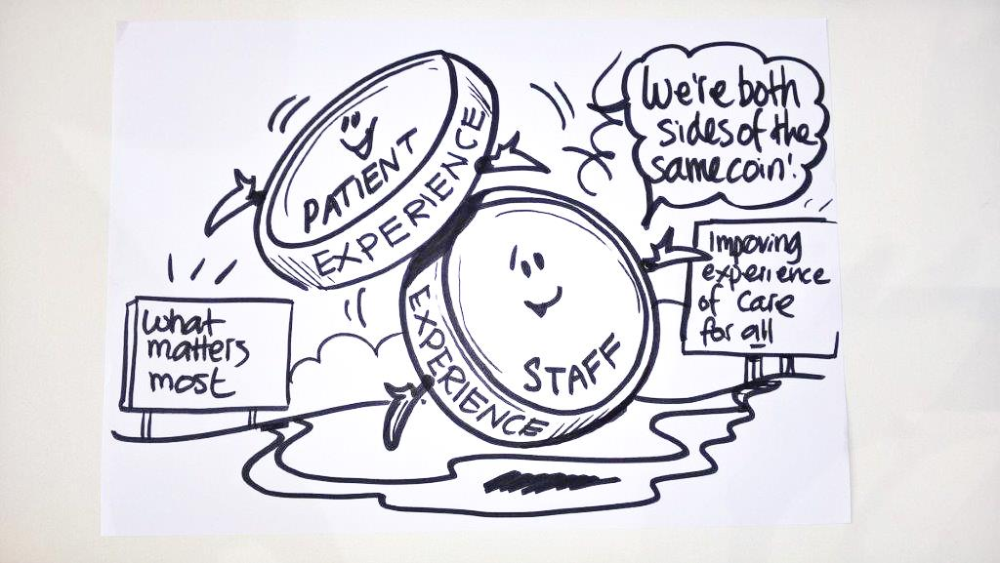 PATIENT
EXPERIENCE
We're both
sides of the
same coin!
STAFF
EXPERIENCE
What
matters
most
Impoving
experience
of Care
for all